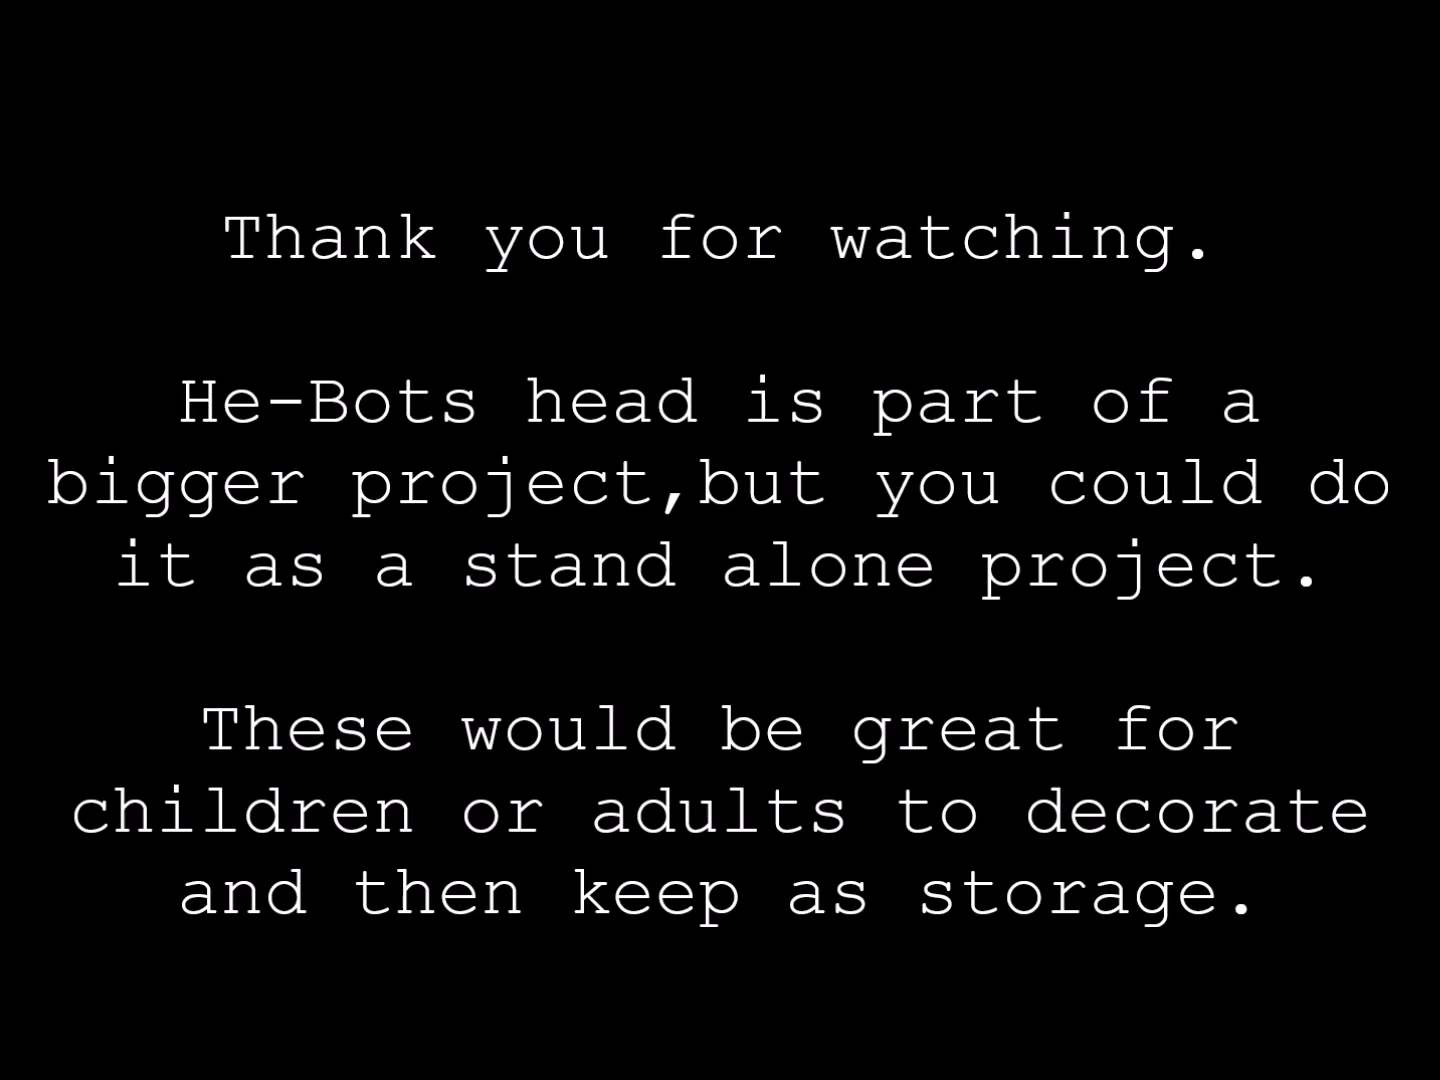 Thank you for watching.
He-Bots head is part of a
bigger project,but you could do
it as a stand alone project.
These would be great for
children or adults to decorate
and then keep as storage.